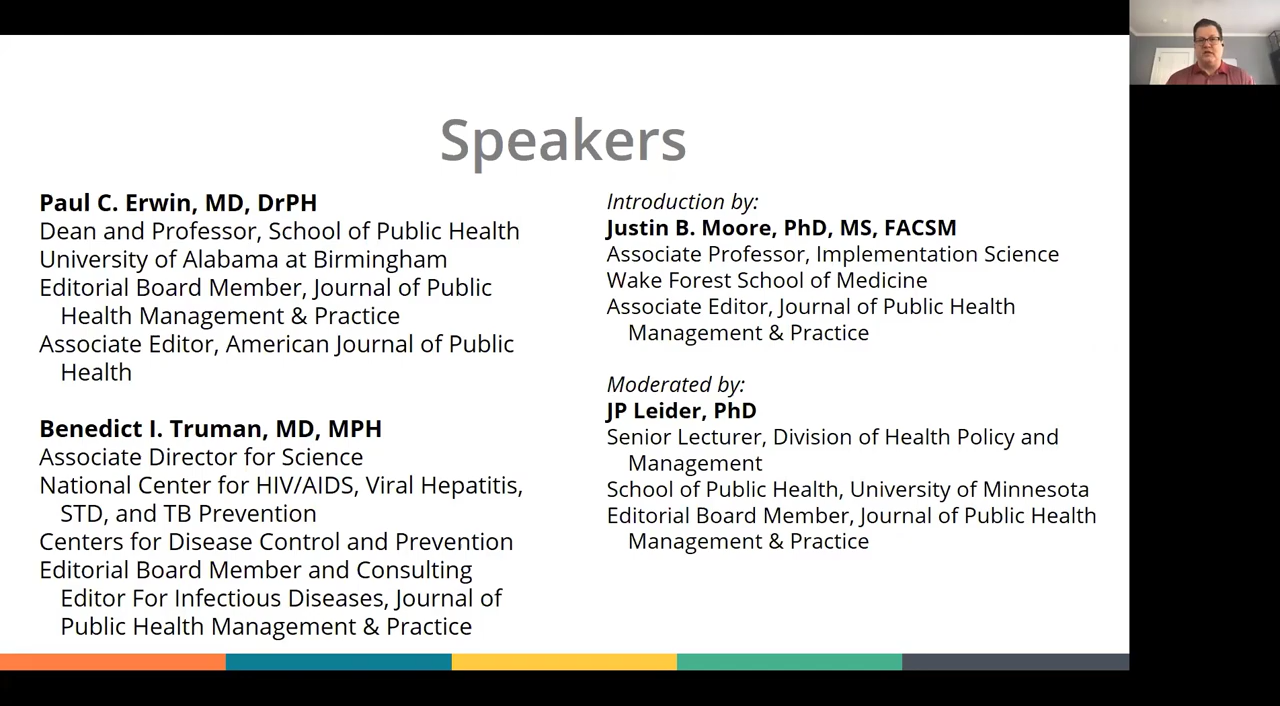 Speakers
Paul C. Erwin, MD, DrPH
Dean and Professor, School of Public Health
University of Alabama at Birmingham
Editorial Board Member, Journal of Public
Health Management & Practice
Associate Editor, American Journal of Public
Health
Benedict I. Truman, MD, MPH
Associate Director for Science
National Center for HIV/AIDS, Viral Hepatitis,
STD, and TB Prevention
Centers for Disease Control and Prevention
Editorial Board Member and Consulting
Editor For Infectious Diseases, Journal of
Public Health Management & Practice
Introduction by:
Justin B. Moore, PhD, MS, FACSM
Associate Professor, Implementation Science
Wake Forest School of Medicine
Associate Editor, Journal of Public Health
Management & Practice
Moderated by:
JP Leider, PhD
Senior Lecturer, Division of Health Policy and
Management
School of Public Health, University of Minnesota
Editorial Board Member, Journal of Public Health
Management & Practice